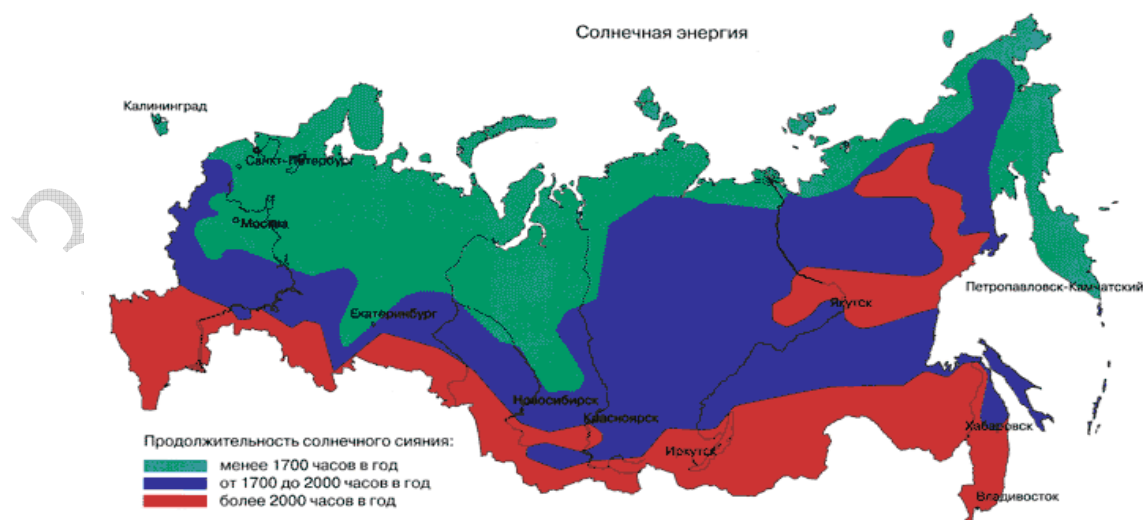 Солнечная энергия
Калининград
Санкт-Петербург
Москва
Петропавловск-Камчатский
Якутск
Екатеринбург
Новосибирск
Красноярск
Хабаровск
Иркутск
Владивосток
Продолжительность солнечного сияния:
менее 1700 часов в год
от 1700 до 2000 часов в год
более 2000 часов в год